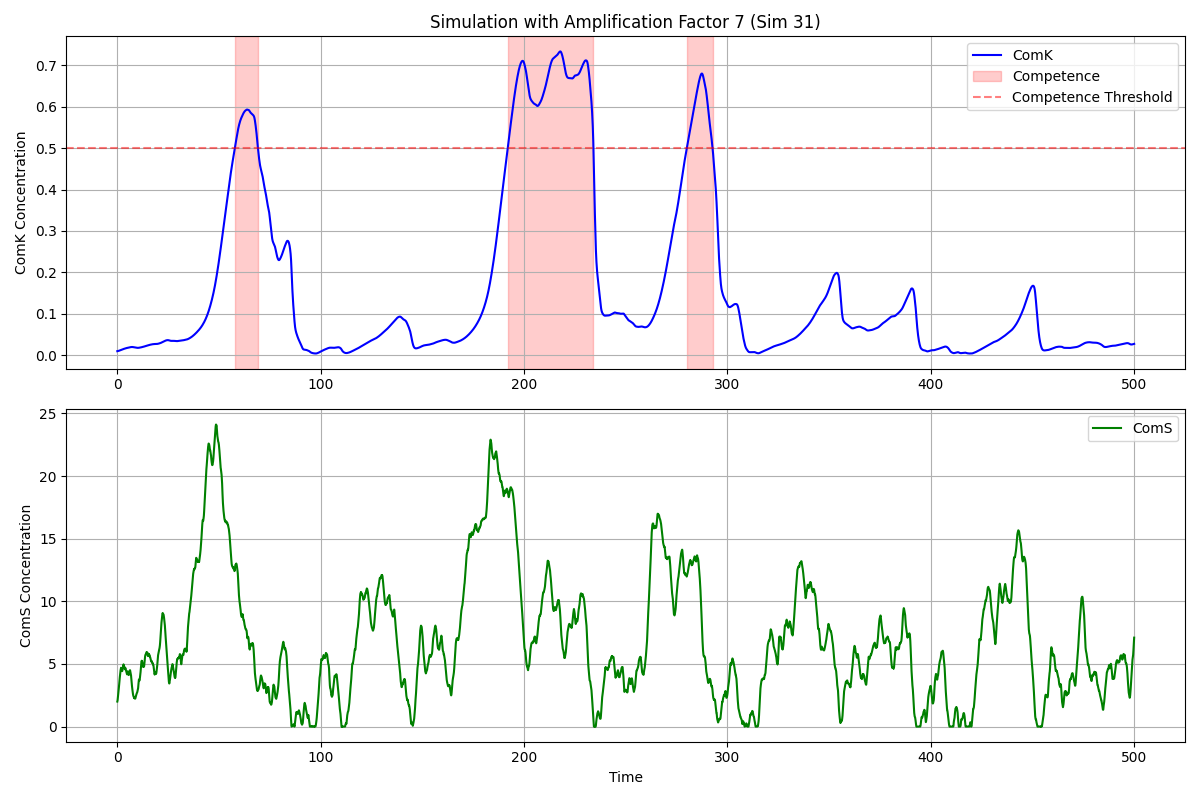 Simulation with Amplification Factor 7 (Sim 31)
ComK Concentration
0.7
0.6
0.5
0.4
0.3
0.2
0.1
0.0
ComK
Competence
Competence Threshold
0 100 200 300 400 500
ComS Concentration
25
20
15
10
5
0
ComS
0 100 200 300 400 500
Time